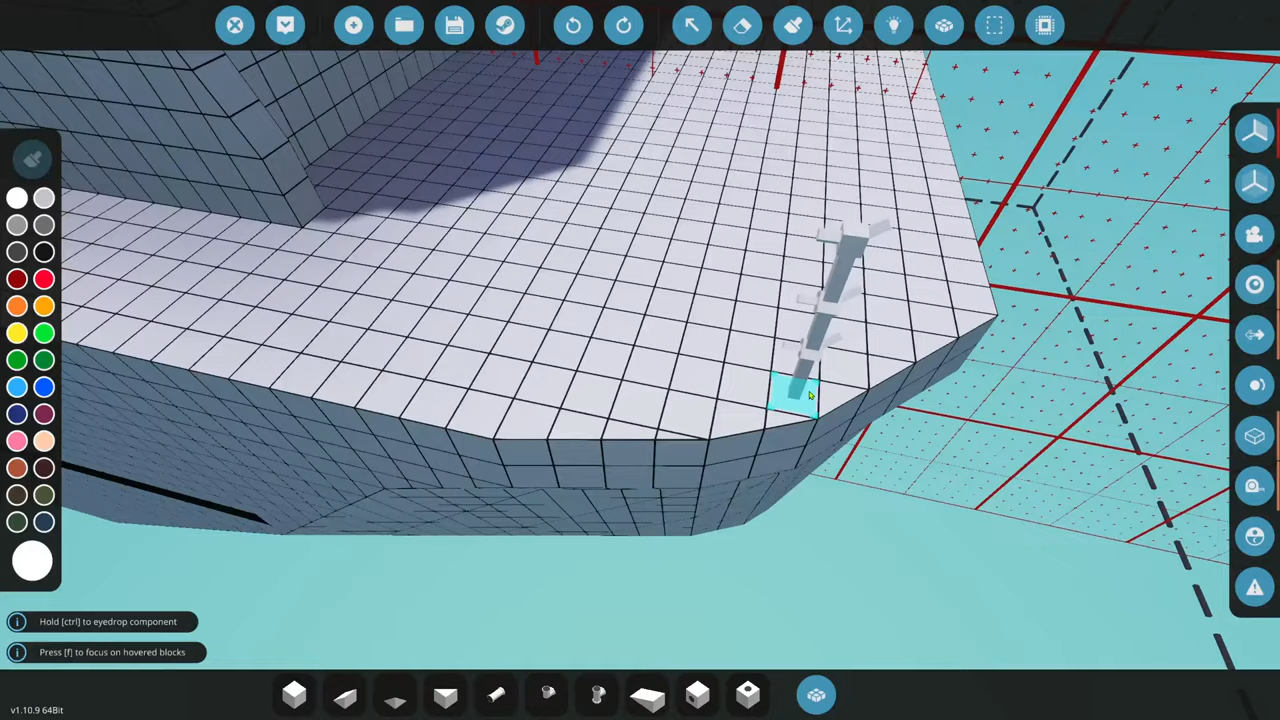 Hold [ctrl] to eyedrop component
Press [f] to focus on hovered blocks
v1.10.9 64Bit